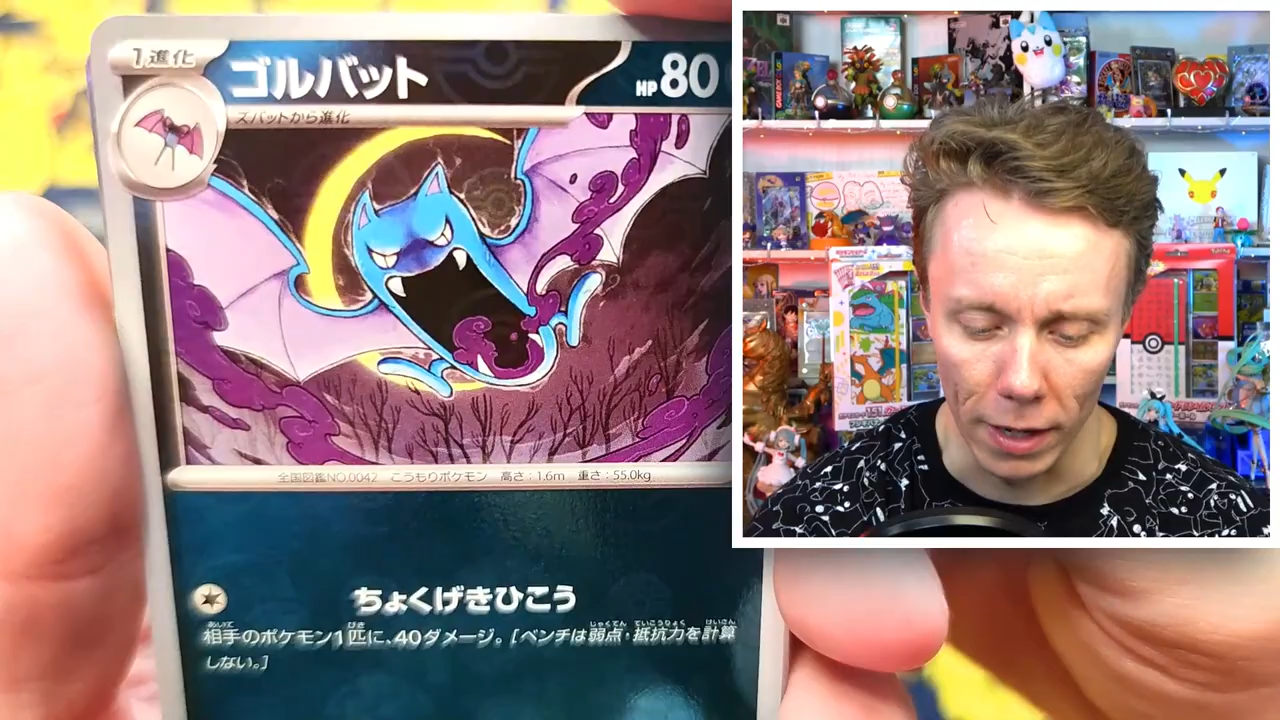 1進化
ゴルバット
HP80
ズバットから進化
全国図鑑NO.0042 こうもりポケモン 高さ：1.6m 重さ：55.0kg
ちょくげきひこう
相手のポケモン1匹に、40ダメージ。[ベンチは弱点・抵抗力を計算
しない。]